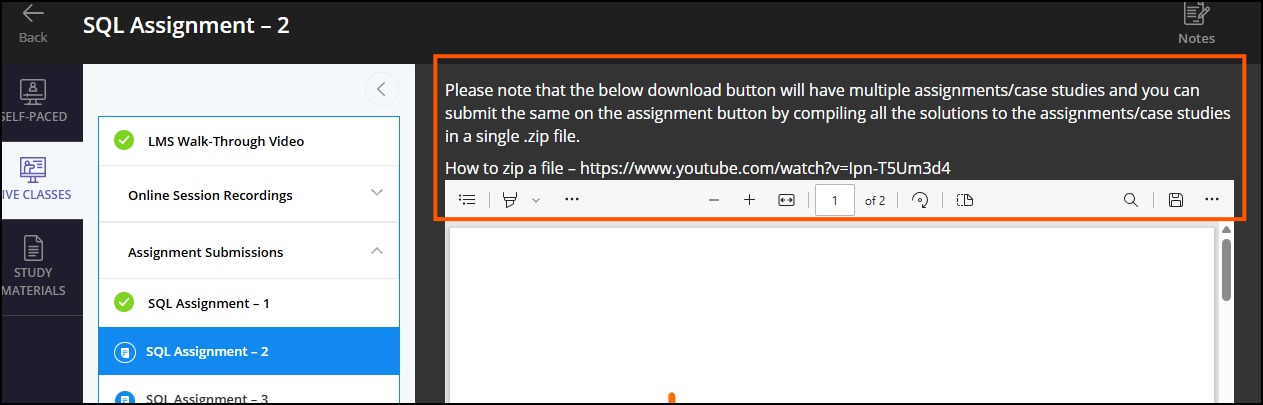 SQL Assignment – 2
Back
Notes
SELF-PACED
IVE CLASSES
STUDY
MATERIALS
LMS Walk-Through Video
Online Session Recordings
Assignment Submissions
SQL Assignment – 1
SQL Assignment – 2
SQL Assignment – 3
Please note that the below download button will have multiple assignments/case studies and you can
submit the same on the assignment button by compiling all the solutions to the assignments/case studies
in a single .zip file.
How to zip a file – https://www.youtube.com/watch?v=Ipn-T5Um3d4
1 of 2